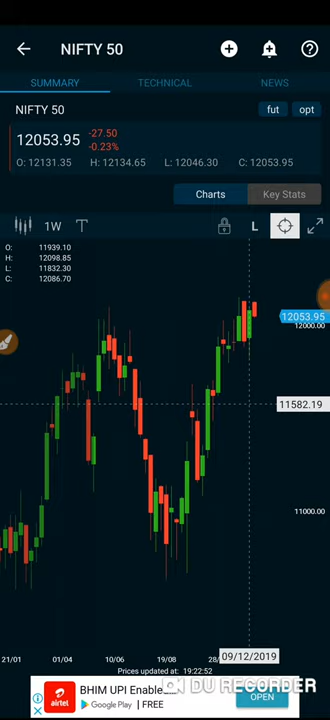 NIFTY 50
SUMMARY TECHNICAL NEWS
NIFTY 50 fut opt
12053.95 -27.50
-0.23%
O: 12131.35 H: 12134.65 L: 12046.30 C: 12053.95
Charts Key Stats
1W T L
O: 11939.10
H: 12098.85
L: 11832.30
C: 12086.70
12053.95
12000.00
11582.19
11000.00
21/01 01/04 10/06 19/08 28/ 09/12/2019
Prices updated at: 19:22:52
DU RECORDER
airtel
BHIM UPI Enable...
Google Play | FREE
OPEN